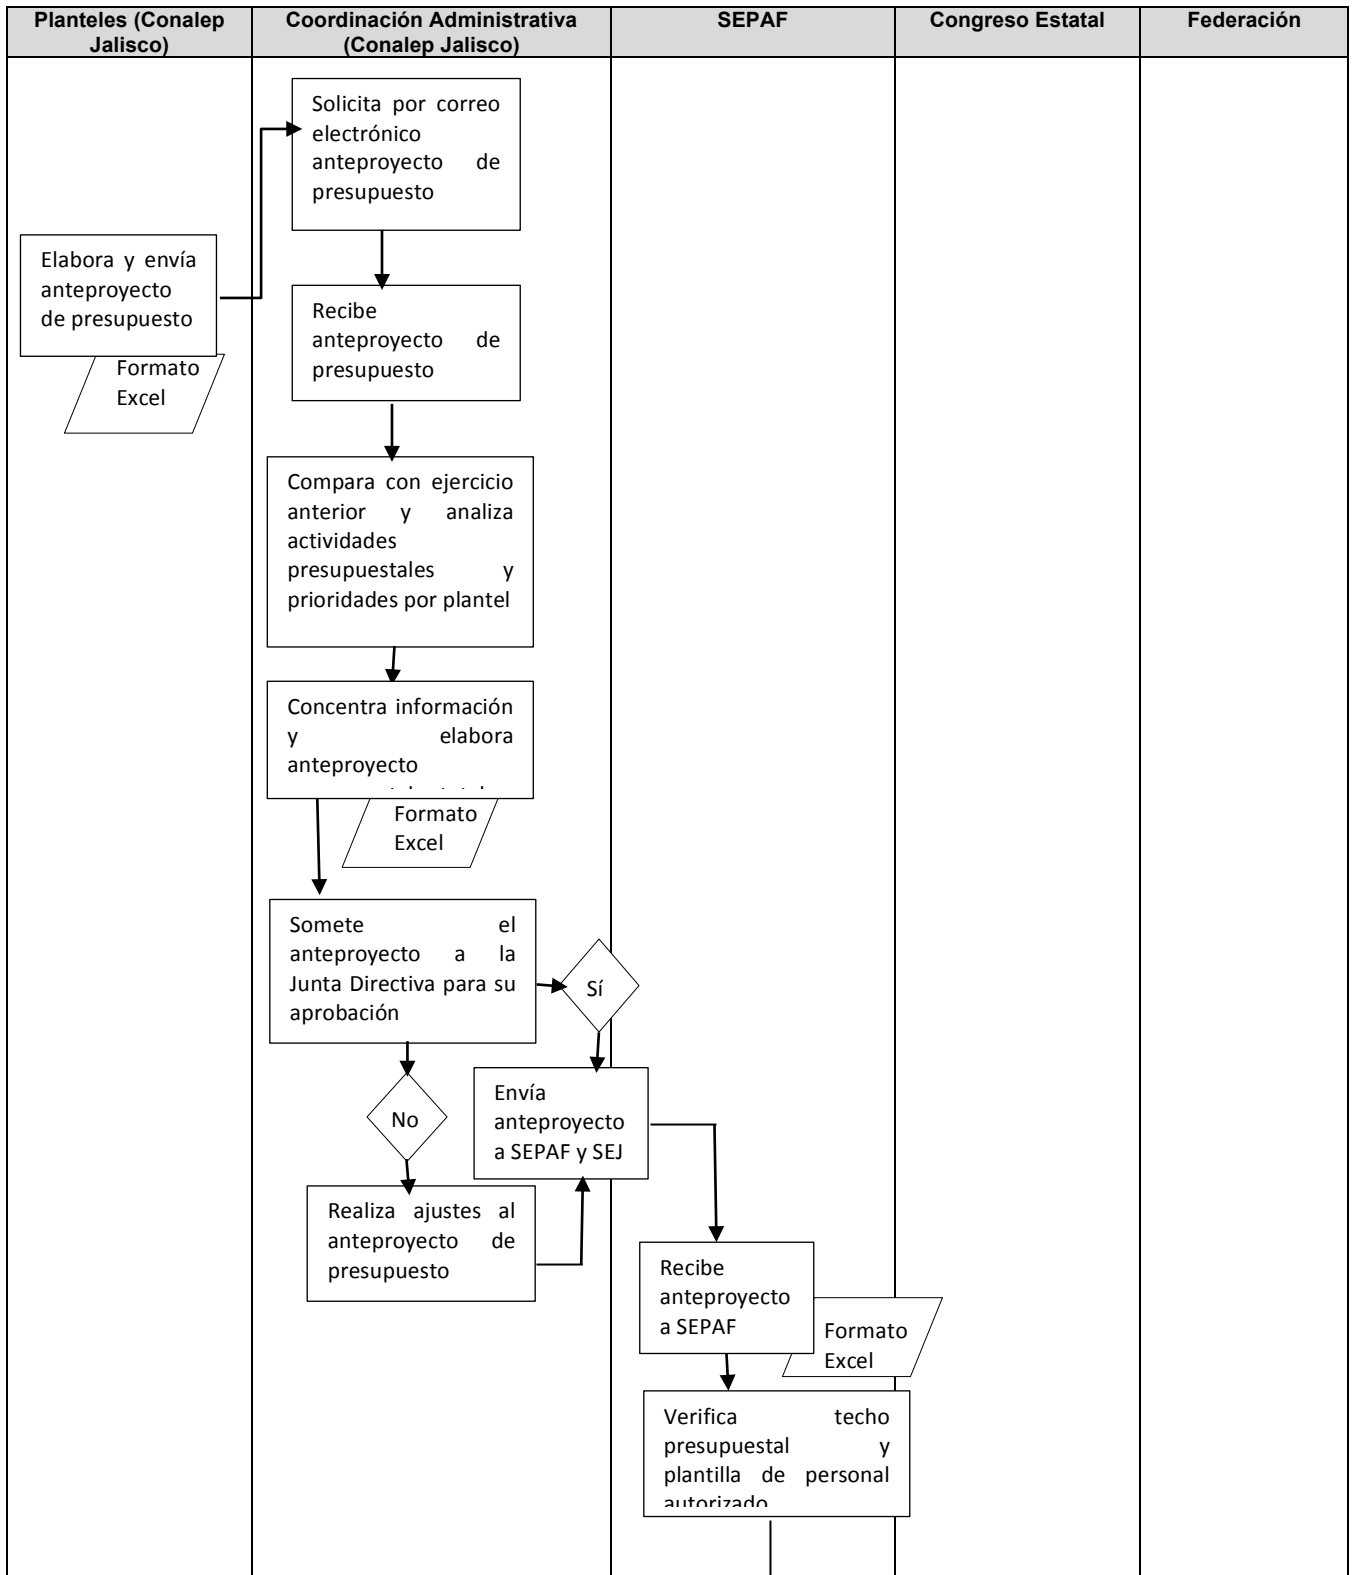 Planteles (Conalep
Jalisco)
Coordinación Administrativa
(Conalep Jalisco)
SEPAF
Congreso Estatal
Federación
Solicita por correo
electrónico
anteproyecto de
presupuesto
Elabora y envía
anteproyecto
de presupuesto
Formato
Excel
Recibe
anteproyecto de
presupuesto
Compara con ejercicio
anterior y analiza
actividades
presupuestales y
prioridades por plantel
Concentra información
y elabora
anteproyecto
Formato
Excel
Somete el
anteproyecto a la
Junta Directiva para su
aprobación
Sí
No
Envía
anteproyecto
a SEPAF y SEJ
Realiza ajustes al
anteproyecto de
presupuesto
Recibe
anteproyecto
a SEPAF
Formato
Excel
Verifica techo
presupuestal y
plantilla de personal
autorizado